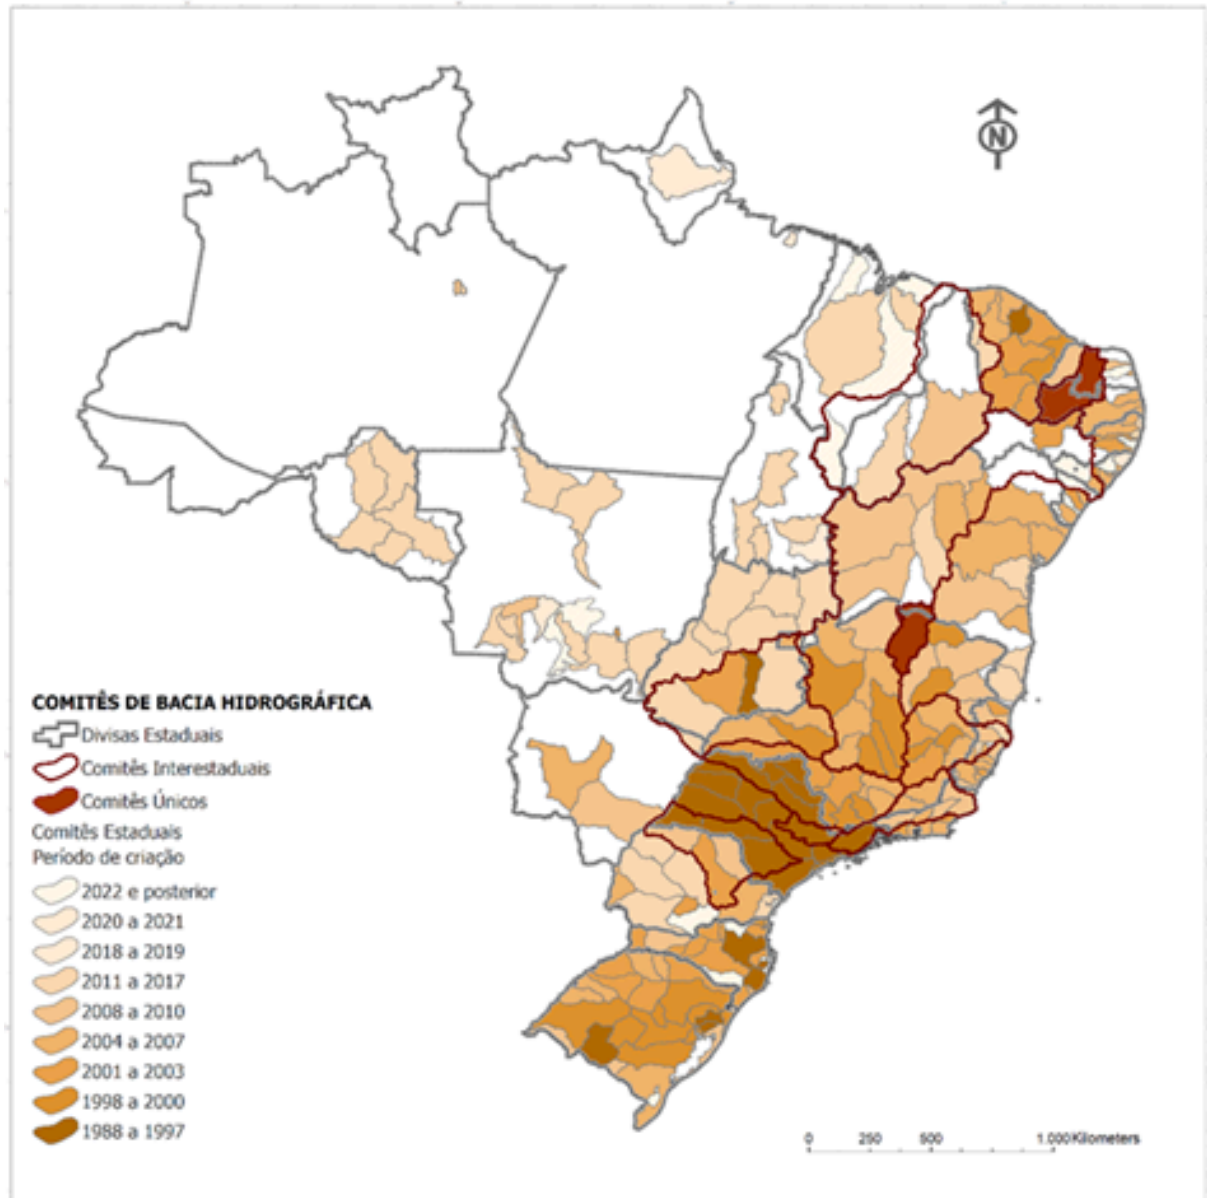 N
COMITÊS DE BACIA HIDROGRÁFICA
Divisas Estaduais
Comitês Interestaduais
Comitês Únicos
Comitês Estaduais
Período de criação
2022 e posterior
2020 a 2021
2018 a 2019
2011 a 2017
2008 a 2010
2004 a 2007
2001 a 2003
1998 a 2000
1988 a 1997
0 250 500 1.000 Kilometers